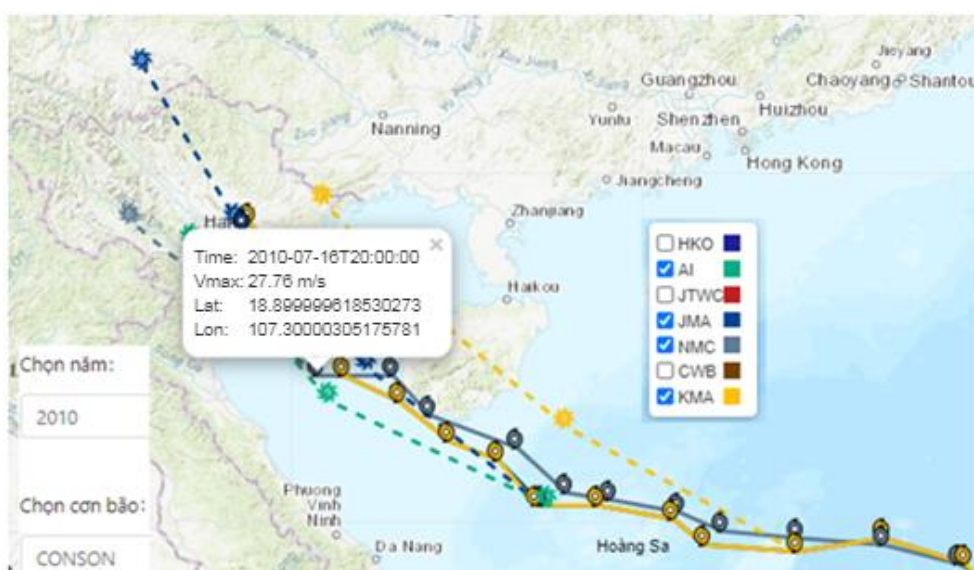 Jieyang
Guangzhou
Chaoyang
Shantou
Huizhou
Yunfu
Shenzhen
Nanning
Macau
Hong Kong
Jiangcheng
Zhanjiang
Haikou
Time: 2010-07-16T20:00:00
Vmax: 27.76 m/s
Lat: 18.899999618530273
Lon: 107.30000305175781
×
HKO
AI
JTWC
JMA
NMC
CWB
KMA
Chọn năm:
2010
Chọn cơn bão:
CONSON
Phuong
Vinh
Ninh
Da Nang
Hoàng Sa